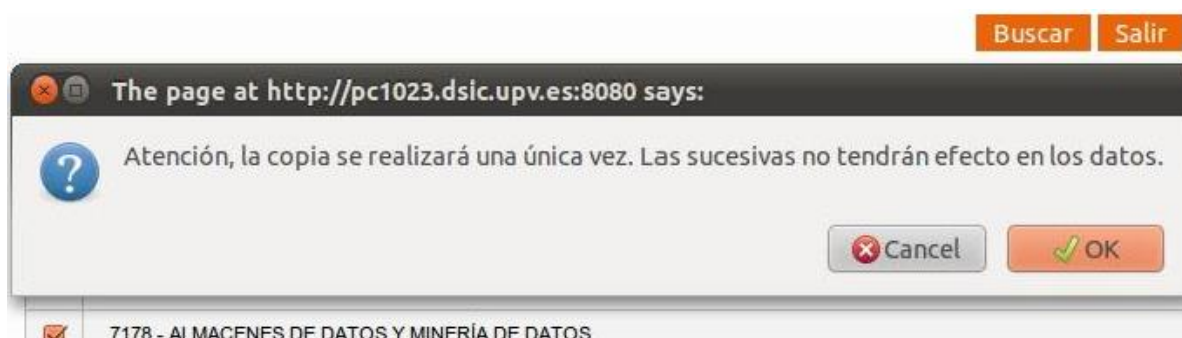 Buscar Salir
The page at http://pc1023.dsic.upv.es:8080 says:
Atención, la copia se realizará una única vez. Las sucesivas no tendrán efecto en los datos.
Cancel OK
7178 - ALMACENES DE DATOS Y MINERÍA DE DATOS